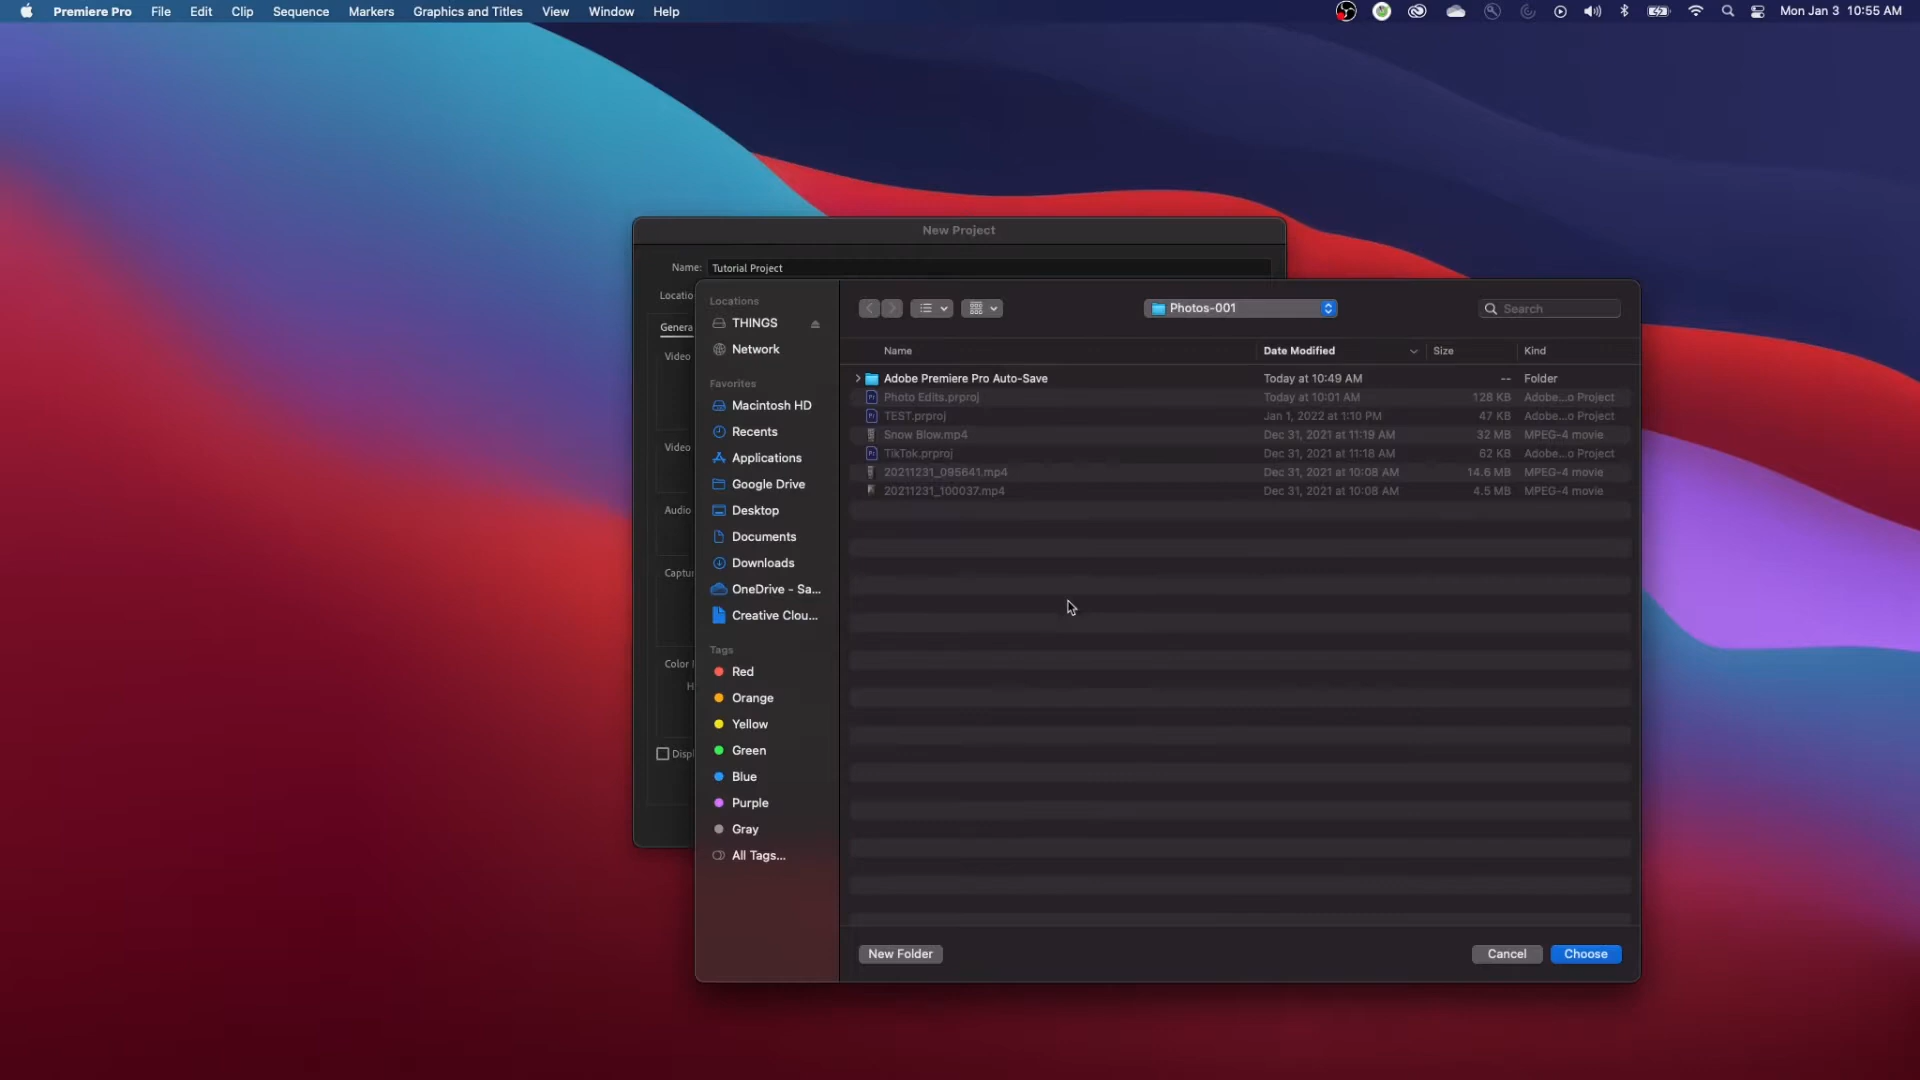 Premiere Pro File Edit Clip Sequence Markers Graphics and Titles View Window Help Mon Jan 3 10:55 AM
New Project
Name: Tutorial Project
Locatio
Genera
Video
Video
Audio
Captur
Color
H
Displ
Locations
THINGS
Network
Favorites
Macintosh HD
Recents
Applications
Google Drive
Desktop
Documents
Downloads
OneDrive - Sa...
Creative Clou...
Tags
Red
Orange
Yellow
Green
Blue
Purple
Gray
All Tags...
Photos-001 Search
Name Date Modified Size Kind
Adobe Premiere Pro Auto-Save Today at 10:49 AM -- Folder
Photo Edits.prproj Today at 10:01 AM 128 KB Adobe...o Project
TEST.prproj Jan 1, 2022 at 1:10 PM 47 KB Adobe...o Project
Snow Blow.mp4 Dec 31, 2021 at 11:19 AM 32 MB MPEG-4 movie
TikTok.prproj Dec 31, 2021 at 11:18 AM 62 KB Adobe...o Project
20211231_095641.mp4 Dec 31, 2021 at 10:08 AM 14.6 MB MPEG-4 movie
20211231_100037.mp4 Dec 31, 2021 at 10:08 AM 4.5 MB MPEG-4 movie
New Folder Cancel Choose